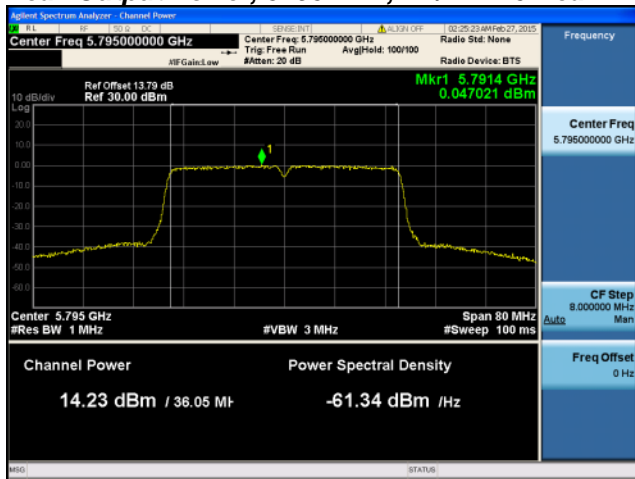 Agilent Spectrum Analyzer - Channel Power
RL RF 50 Ω DC SENSE:INT ALIGN OFF 02:25:23 AM Feb 27, 2015
Center Freq 5.795000000 GHz Center Freq: 5.795000000 GHz Radio Std: None
Trig: Free Run Avg|Hold: 100/100
#IFGain:Low #Atten: 20 dB Radio Device: BTS
Frequency
Mkr1 5.7914 GHz
Ref Offset 13.79 dB
10 dB/div Ref 30.00 dBm 0.047021 dBm
Log
20.0
10.0
1
0.00
-10.0
-20.0
-30.0
-40.0
-50.0
-60.0
Center 5.795 GHz Span 80 MHz
#Res BW 1 MHz #VBW 3 MHz #Sweep 100 ms
Center Freq
5.795000000 GHz
CF Step
8.000000 MHz
Auto Man
Freq Offset
0 Hz
Channel Power Power Spectral Density
14.23 dBm / 36.05 MH -61.34 dBm /Hz
MSG STATUS